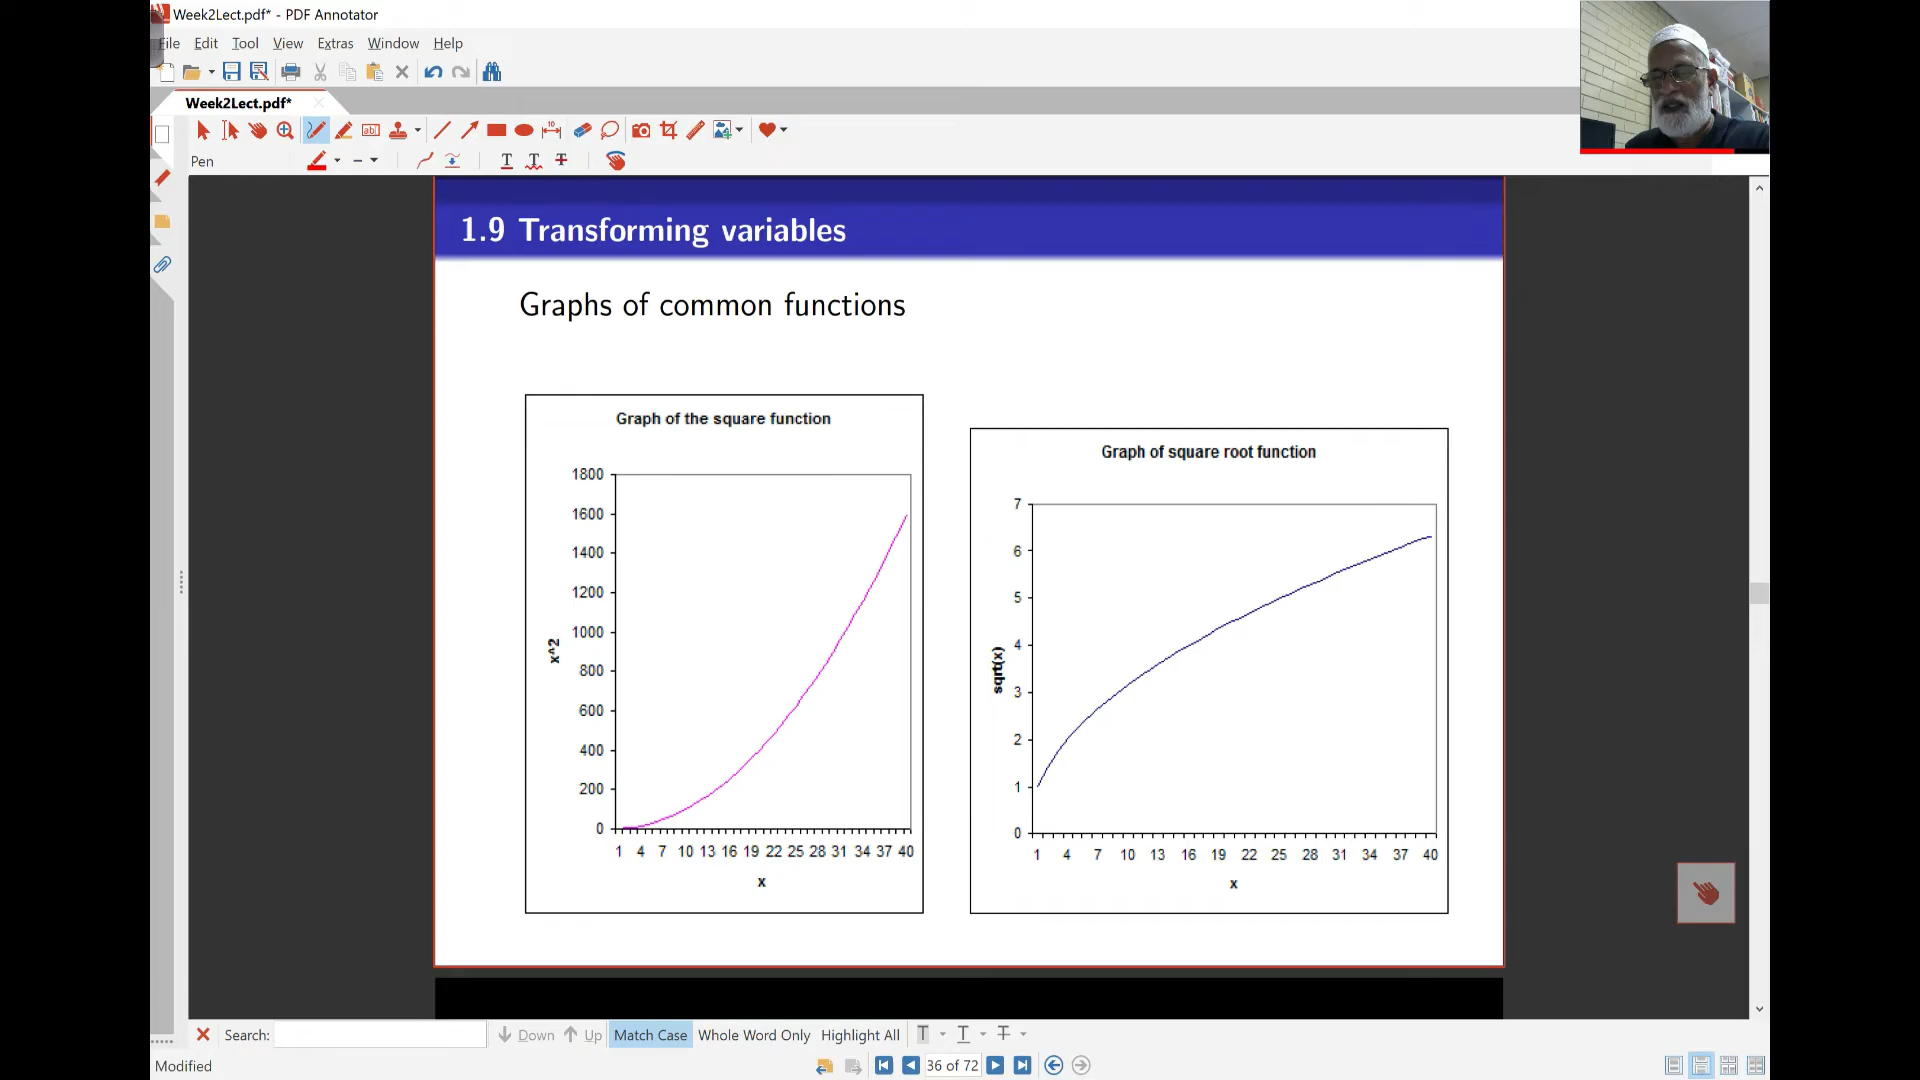 Week2Lect.pdf* - PDF Annotator
File Edit Tool View Extras Window Help
Week2Lect.pdf*
Pen
1.9 Transforming variables
Graphs of common functions
Graph of the square function
1800
1600
1400
1200
1000
800
600
400
200
0
x^2
1 4 7 10 13 16 19 22 25 28 31 34 37 40
x
Graph of square root function
7
6
5
4
3
2
1
0
sqrt(x)
1 4 7 10 13 16 19 22 25 28 31 34 37 40
x
Search: Down Up Match Case Whole Word Only Highlight All
Modified
36 of 72